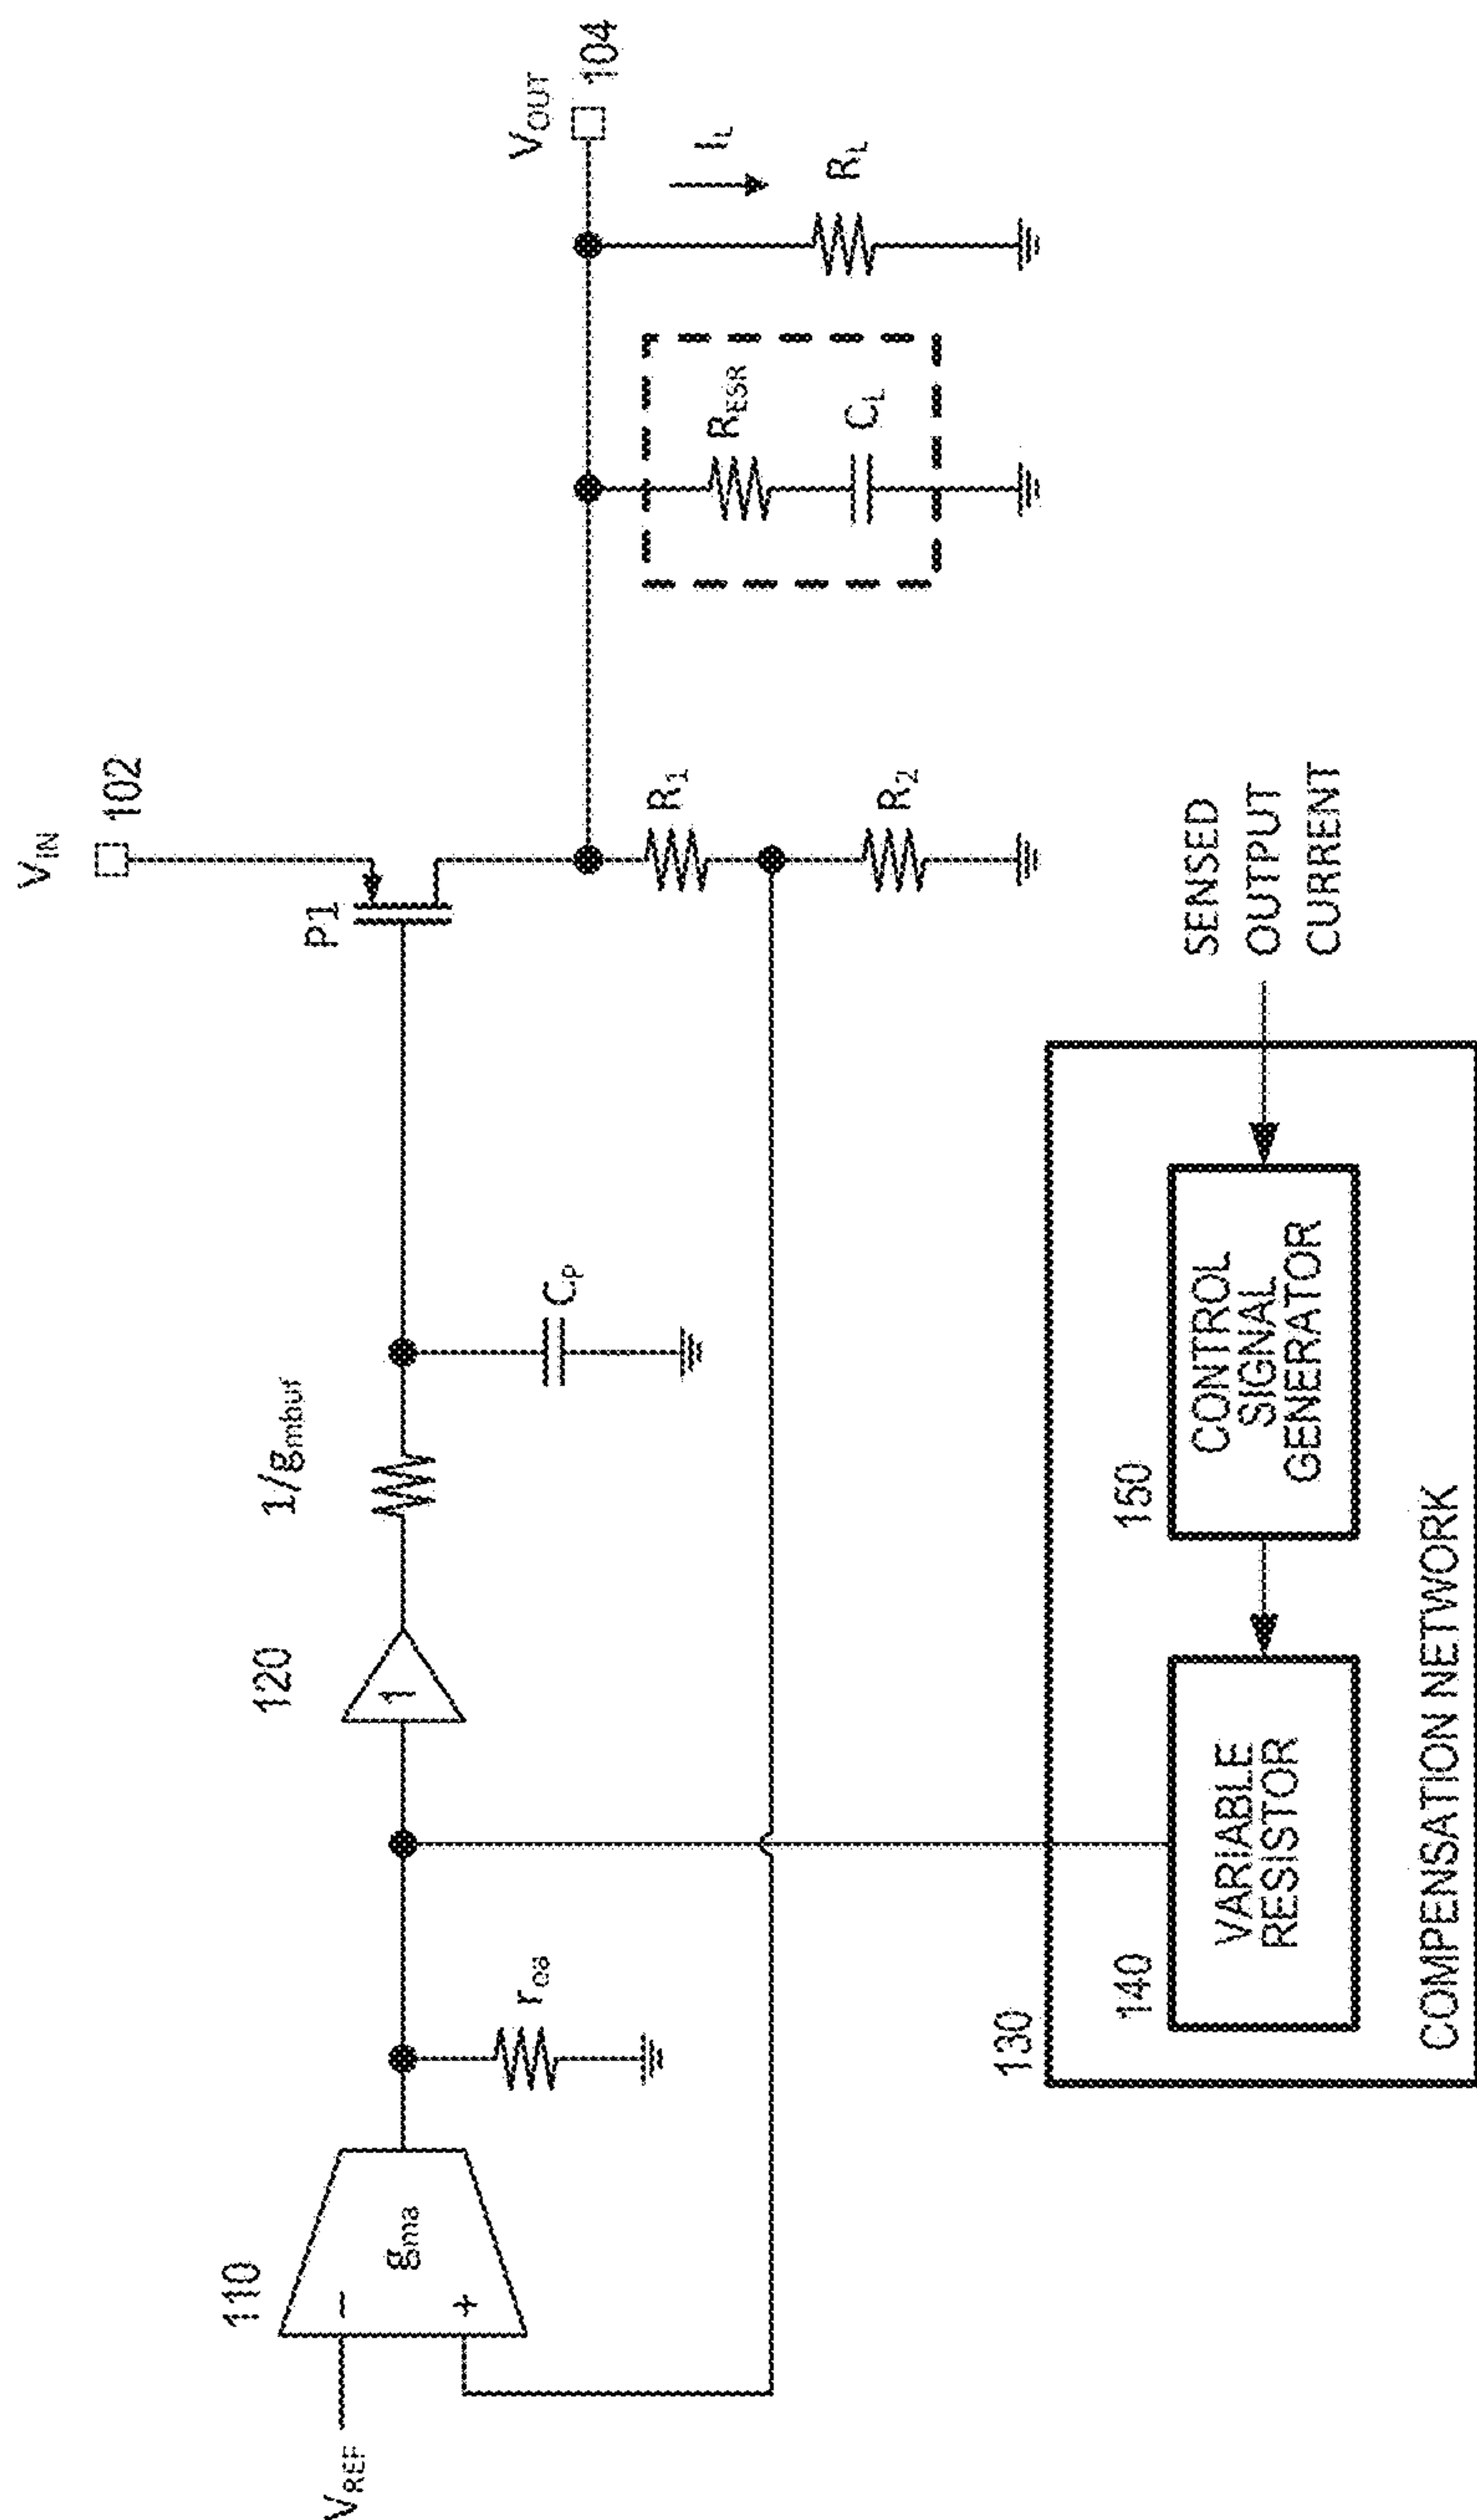 V_IN
102
P1
V_OUT
104
I_L
R_L
R_ESR
C_L
R_1
R_2
V_REF
110
−
+
g_ma
r_oa
120
1
1/g_mbuf
C_p
130
140
VARIABLE
RESISTOR
150
CONTROL
SIGNAL
GENERATOR
COMPENSATION NETWORK
SENSED
OUTPUT
CURRENT